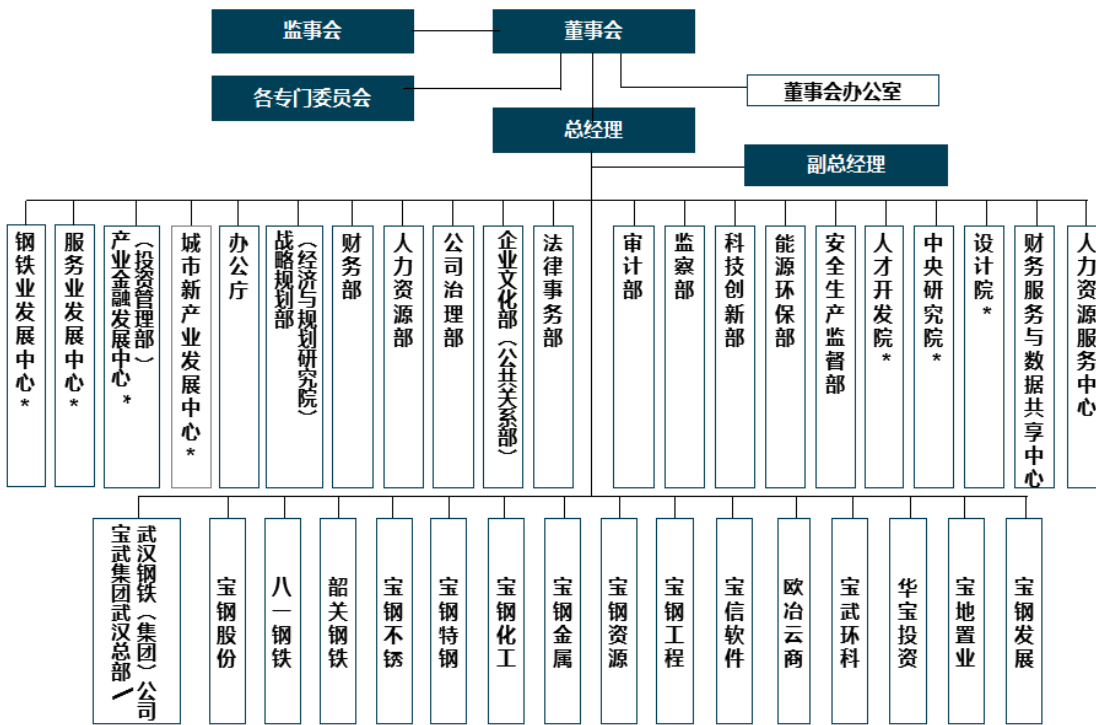 监事会
董事会
各专门委员会
董事会办公室
总经理
副总经理
钢铁业发展中心*
服务业发展中心*
（投资管理部）
产业金融发展中心*
城市新产业发展中心*
办公厅
（经济与规划研究院）
战略规划部
财务部
人力资源部
公司治理部
企业文化部（公共关系部）
法律事务部
审计部
监察部
科技创新部
能源环保部
安全生产监督部
人才开发院*
中央研究院*
设计院*
财务服务与数据共享中心
人力资源服务中心
武汉钢铁（集团）公司
宝武集团武汉总部/
宝钢股份
八一钢铁
韶关钢铁
宝钢不锈
宝钢特钢
宝钢化工
宝钢金属
宝钢资源
宝钢工程
宝信软件
欧冶云商
宝武环科
华宝投资
宝地置业
宝钢发展